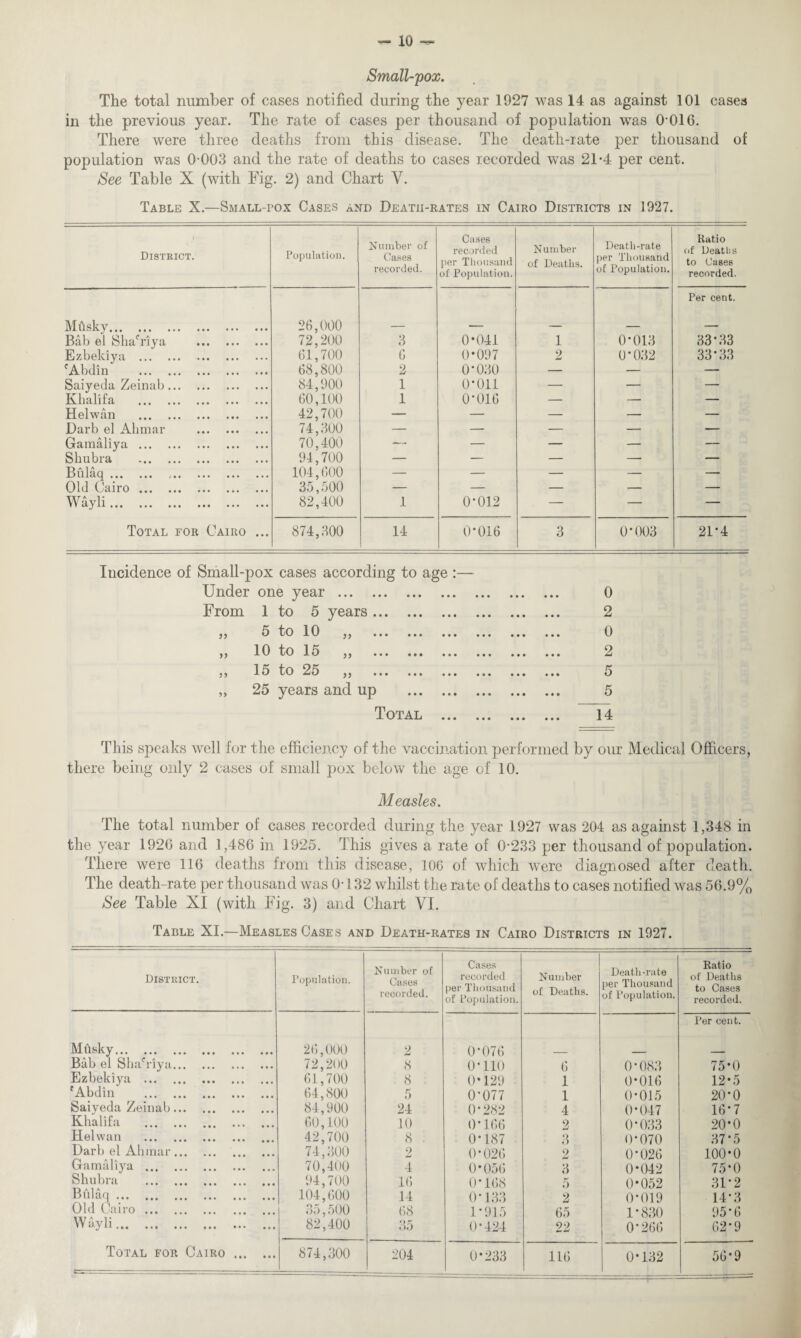 — 10 —
Small-pox.
The total number of cases notified during the year 1927 was 14 as against 101 cases
in the previous year. The rate of cases per thousand of population was 0·016.
There were three deaths from this disease. The death-rate per thousand of
population was 0·003 and the rate of deaths to cases recorded was 21·4 per cent.
See Table X (with Fig. 2) and Chart V.
Table X.—Small-pox Cases and Death-rates in Cairo Districts in 1927.
District. | Population. | Number of Cases recorded. | Cases recorded per Thousand of Population. | Number of Deaths. | Death-rate per Thousand of Population. | Ratio of Deaths to Cases recorded.
Per cent.
Mûsky... ... ... ... ... ... 26,000 — — — — —
Bâb el Shaʿriya ... ... ... 72,200 3 0·041 1 0·013 33·33
Ezbekiya ... ... ... ... ... 61,700 6 0·097 2 0·032 33·33
ʿAbdîn ... ... ... ... ... 68,800 2 0·030 — — —
Saiyeda Zeinab ... ... ... ... 84,900 1 0·011 — — —
Khalîfa ... ... ... ... ... 60,100 1 0·016 — — —
Helwân ... ... ... ... ... 42,700 — — — — —
Darb el Ahmar ... ... ... 74,300 — — — — —
Gamâliya ... ... ... ... ... 70,400 — — — — —
Shubra ... ... ... ... ... 94,700 — — — — —
Bûlâq ... ... ... ... ... ... 104,600 — — — — —
Old Cairo ... ... ... ... ... 35,500 — — — — —
Wâyli ... ... ... ... ... ... 82,400 1 0·012 — — —
Total for Cairo ... 874,300 14 0·016 3 0·003 21·4
Incidence of Small-pox cases according to age :—
Under one year ... ... ... ... ... ... ... ... 0
From 1 to 5 years ... ... ... ... ... ... ... 2
„ 5 to 10 „ ... ... ... ... ... ... ... 0
„ 10 to 15 „ ... ... ... ... ... ... ... 2
„ 15 to 25 „ ... ... ... ... ... ... ... 5
„ 25 years and up ... ... ... ... ... ... 5
Total ... ... ... ... 14
This speaks well for the efficiency of the vaccination performed by our Medical Officers,
there being only 2 cases of small pox below the age of 10.
Measles.
The total number of cases recorded during the year 1927 was 204 as against 1,348 in
the year 1926 and 1,486 in 1925. This gives a rate of 0·233 per thousand of population.
There were 116 deaths from this disease, 106 of which were diagnosed after death.
The death-rate per thousand was 0·132 whilst the rate of deaths to cases notified was 56.9%
See Table XI (with Fig. 3) and Chart VI.
Table XI.—Measles Cases and Death-rates in Cairo Districts in 1927.
District. | Population. | Number of Cases recorded. | Cases recorded per Thousand of Population. | Number of Deaths. | Death-rate per Thousand of Population. | Ratio of Deaths to Cases recorded.
Per cent.
Mûsky... ... ... ... ... ... 26,000 2 0·076 — — —
Bâb el Shaʿriya... ... ... ... 72,200 8 0·110 6 0·083 75·0
Ezbekiya ... ... ... ... ... 61,700 8 0·129 1 0·016 12·5
ʿAbdin ... ... ... ... ... 64,800 5 0·077 1 0·015 20·0
Saiyeda Zeinab ... ... ... ... 84,900 24 0·282 4 0·047 16·7
Khalifa ... ... ... ... ... 60,100 10 0·166 2 0·033 20·0
Helwan ... ... ... ... ... 42,700 8 0·187 3 0·070 37·5
Darb el Ahmar ... ... ... ... 74,300 2 0·026 2 0·026 100·0
Gamâliya ... ... ... ... ... 70,400 4 0·056 3 0·042 75·0
Shubra ... ... ... ... ... 94,700 16 0·168 5 0·052 31·2
Bûlâq ... ... ... ... ... ... 104,600 14 0·133 2 0·019 14·3
Old Cairo ... ... ... ... ... 35,500 68 1·915 65 1·830 95·6
Wâyli ... ... ... ... ... ... 82,400 35 0·424 22 0·266 62·9
Total for Cairo ... ... 874,300 204 0·233 116 0·132 56·9